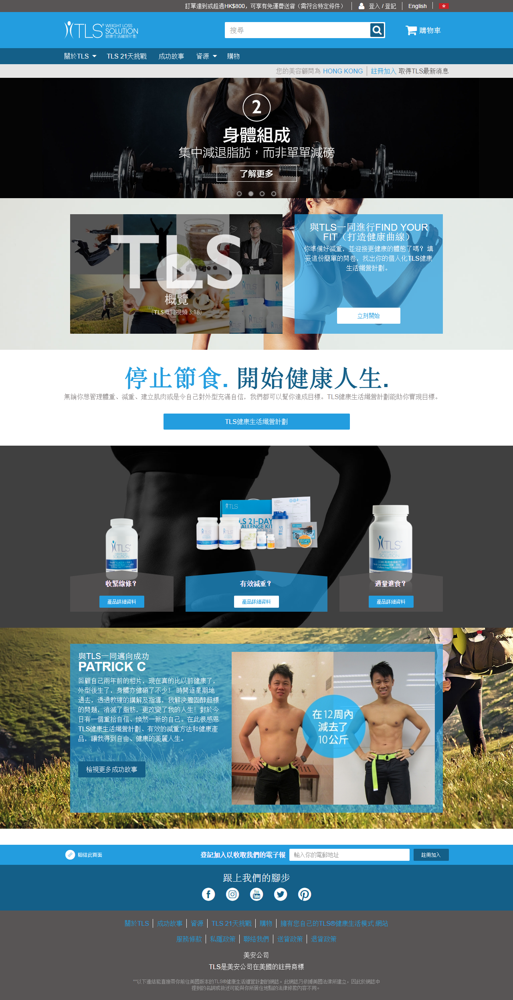 訂單達到或超過HK$800，可享有免運費送貨（需符合特定條件）
登入 / 登記
English
TLS® WEIGHT LOSS SOLUTION
健康生活纖營計劃
搜尋
購物車
關於TLS
TLS 21天挑戰
成功故事
資源
購物
您的美容顧問為 HONG KONG
註冊加入 取得TLS最新消息
2
身體組成
集中減退脂肪，而非單單減磅
了解更多
TLS
概覽
（TLS概覽視頻 3:18）
與TLS一同進行FIND YOUR
FIT（打造健康曲線）
你準備好減重，並迎接更健康的體態了嗎？ 填
妥這份簡單的問卷，找出你的個人化TLS健康
生活纖營計劃。
立刻開始
停止節食. 開始健康人生.
無論你想管理體重、減重、建立肌肉或是令自己對外型充滿自信，我們都可以幫你達成目標。TLS健康生活纖營計劃能助你實現目標。
TLS健康生活纖營計劃
TLS
TLS
WEIGHT LOSS
SOLUTION
TLS
WEIGHT LOSS
SOLUTION
收緊線條？
產品詳細資料
有效減重？
產品詳細資料
過量進食？
產品詳細資料
與TLS一同邁向成功
PATRICK C
回顧自己兩年前的相片，現在真的比以前健康了，
外型後生了，身體亦健碩了不少！ 時間逐星期地
過去，透過教練的講解及指導，我解決膽固醇超標
的問題，消滅了脂肪，更改變了我的人生！對於今
日有一個重拾自信、煥然一新的自己。在此很感恩
TLS健康生活纖營計劃、有效的減重方法和健康產
品，讓我得到自由、健康的美麗人生。
檢視更多成功故事
在12周內
減去了
10公斤
聯結此頁面
登記加入以收取我們的電子報
輸入你的電郵地址
註冊加入
跟上我們的腳步
You
Tube
關於TLS
成功故事
資源
TLS 21天挑戰
購物
擁有您自己的TLS®健康生活模式 網站
服務條款
私隱政策
聯絡我們
送貨政策
退貨政策
美安公司
TLS是美安公司在美國的註冊商標
**以下連結能直接帶你前往美國版本的TLS®健康生活纖營計劃的網誌。此網誌乃依據美國法律所建立，因此於網誌中
提到的名詞或敘述可能與你所居住地點的法律條款內容不同。